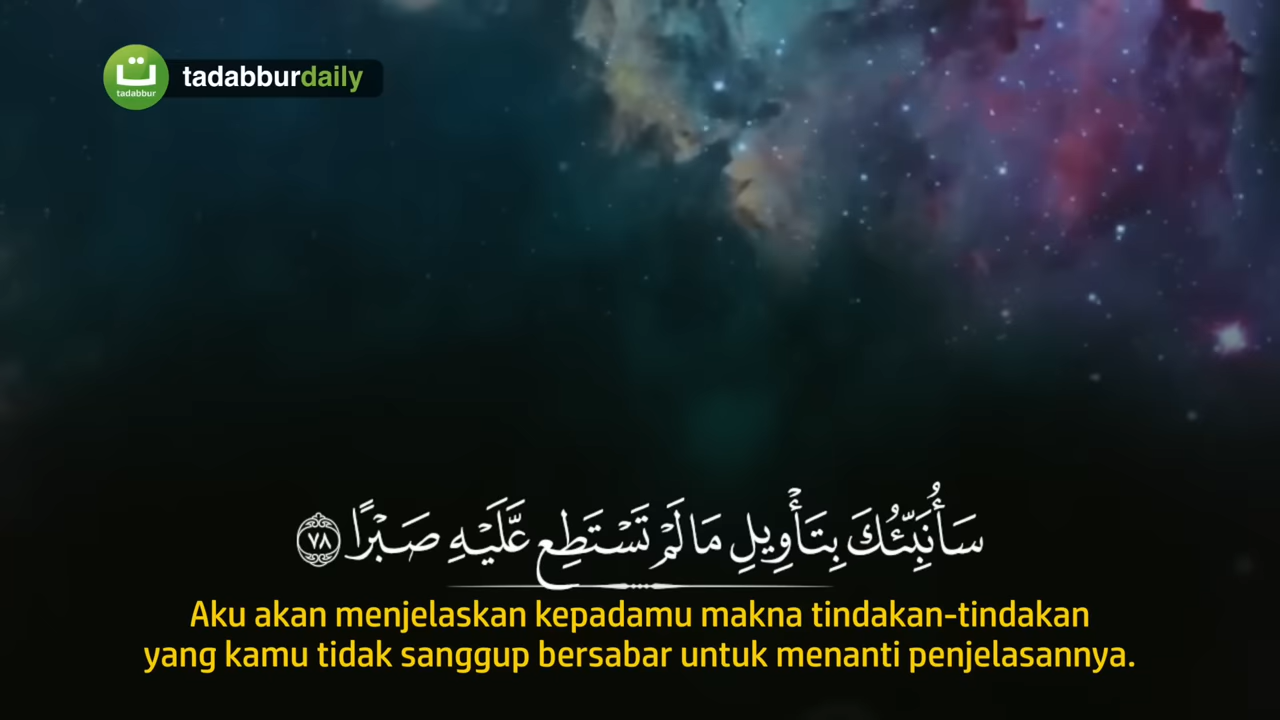 ت
tadabbur
tadabburdaily
سَأُنَبِّئُكَ بِتَأْوِيلِ مَا لَمْ تَسْتَطِع عَّلَيْهِ صَبْرًا ٧٨
Aku akan menjelaskan kepadamu makna tindakan-tindakan
yang kamu tidak sanggup bersabar untuk menanti penjelasannya.